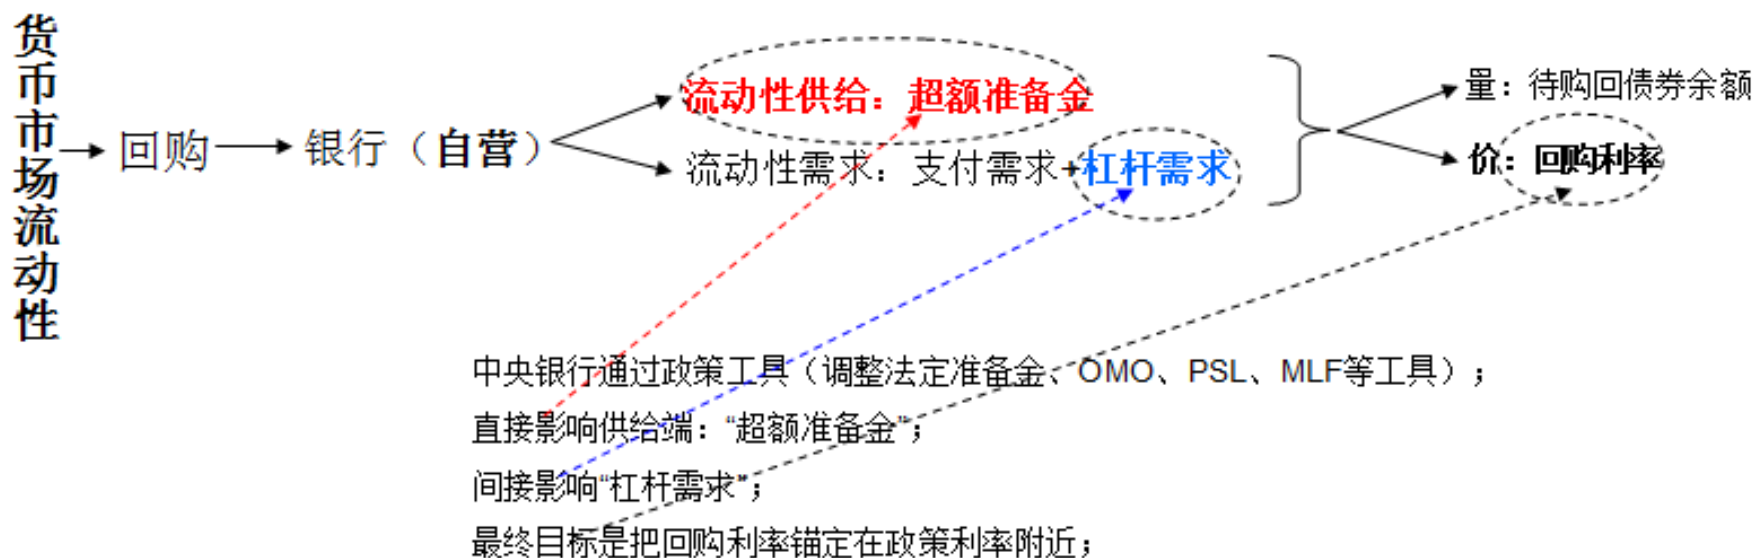 货币市场流动性
回购
银行（自营）
流动性供给：超额准备金
流动性需求：支付需求+杠杆需求
量：待购回债券余额
价：回购利率
中央银行通过政策工具（调整法定准备金、OMO、PSL、MLF等工具）；
直接影响供给端：“超额准备金”；
间接影响“杠杆需求”；
最终目标是把回购利率锚定在政策利率附近；